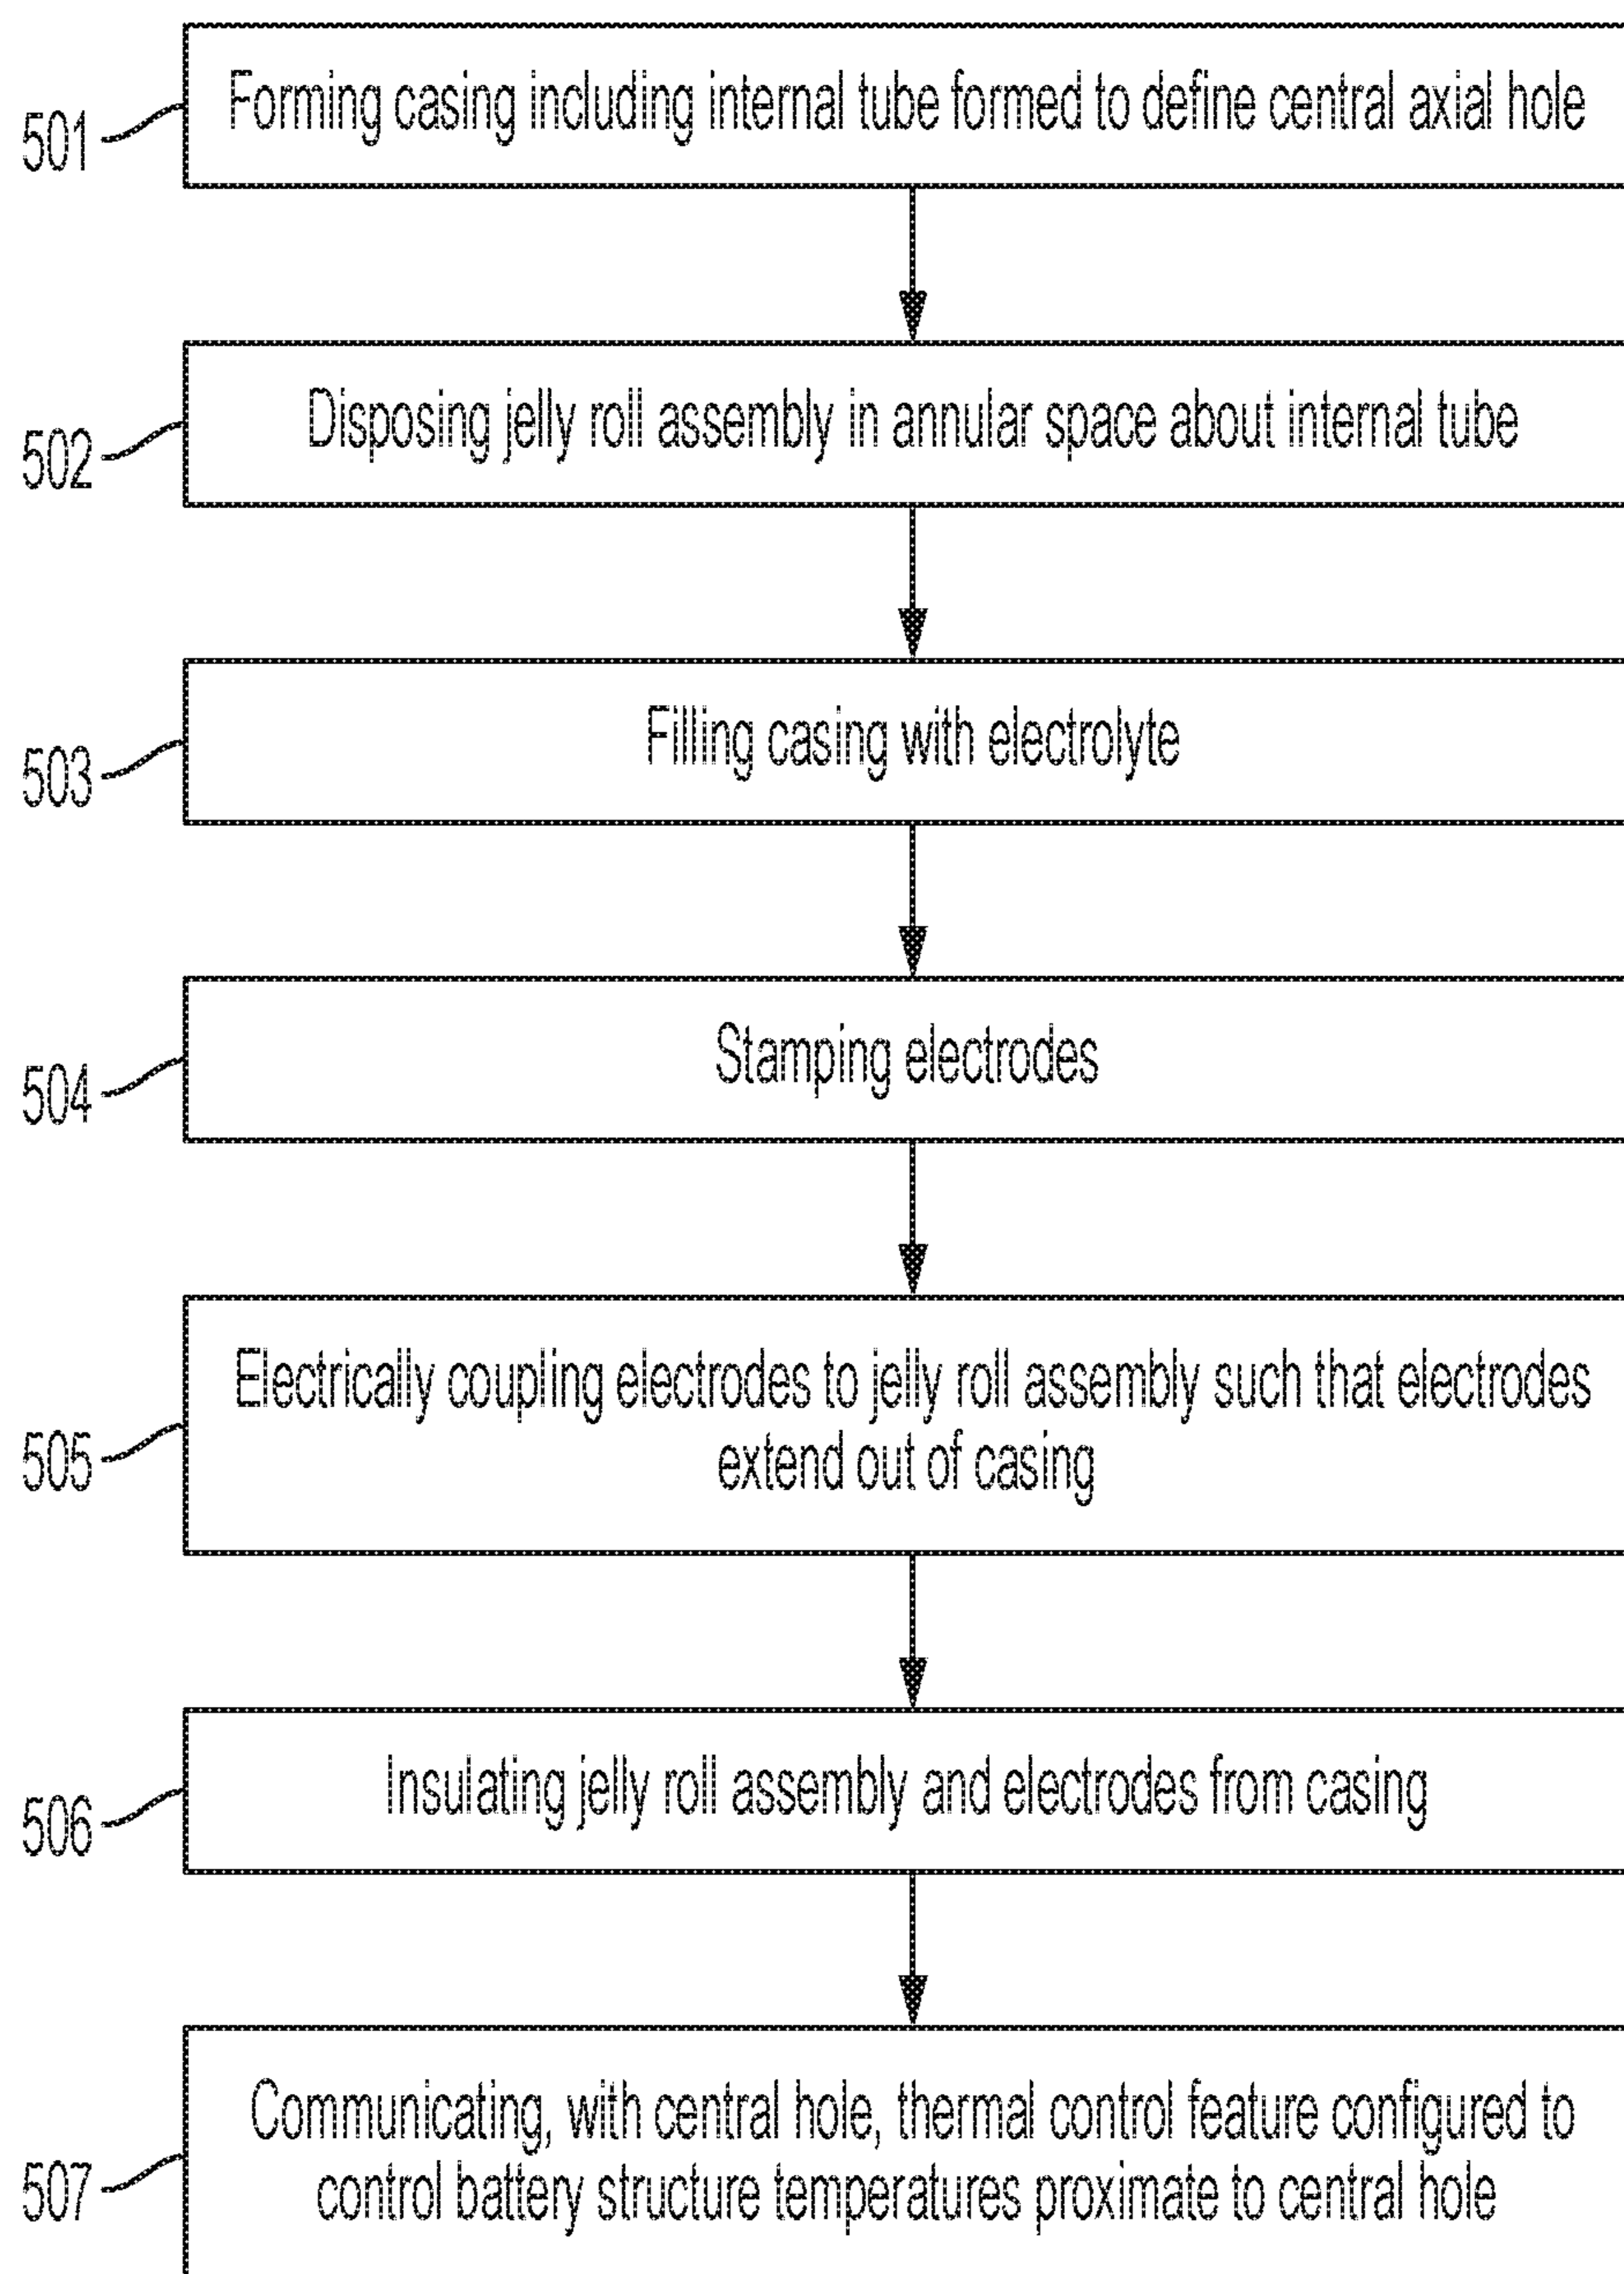 501
Forming casing including internal tube formed to define central axial hole
502
Disposing jelly roll assembly in annular space about internal tube
503
Filling casing with electrolyte
504
Stamping electrodes
505
Electrically coupling electrodes to jelly roll assembly such that electrodes
extend out of casing
506
Insulating jelly roll assembly and electrodes from casing
507
Communicating, with central hole, thermal control feature configured to
control battery structure temperatures proximate to central hole